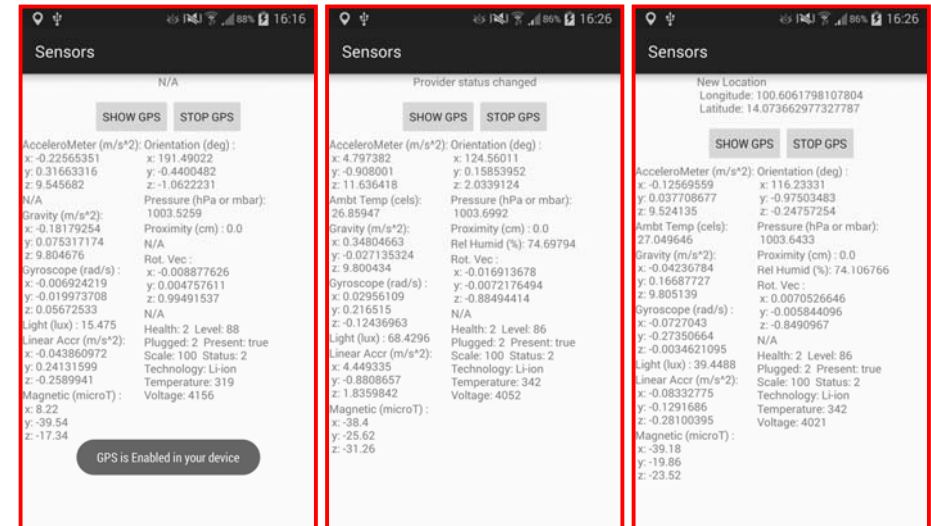 88% 16:16
Sensors
N/A
SHOW GPS STOP GPS
AcceleroMeter (m/s^2):
x: -0.22565351
y: 0.31663316
z: 9.545682
N/A
Gravity (m/s^2):
x: -0.18179254
y: 0.075317174
z: 9.804676
Gyroscope (rad/s) :
x: -0.006924219
y: -0.019973708
z: 0.05672533
Light (lux) : 15.475
Linear Accr (m/s^2):
x: -0.043860972
y: 0.24131599
z: -0.2589941
Magnetic (microT) :
x: 8.22
y: -39.54
z: -17.34
Orientation (deg) :
x: 191.49022
y: -0.4400482
z: -1.0622231
Pressure (hPa or mbar):
1003.5259
Proximity (cm) : 0.0
N/A
Rot. Vec :
x: -0.008877626
y: 0.004757611
z: 0.99491537
N/A
Health: 2 Level: 88
Plugged: 2 Present: true
Scale: 100 Status: 2
Technology: Li-ion
Temperature: 319
Voltage: 4156
GPS is Enabled in your device
86% 16:26
Sensors
Provider status changed
SHOW GPS STOP GPS
AcceleroMeter (m/s^2):
x: 4.797382
y: -0.908001
z: 11.636418
Ambt Temp (cels):
26.85947
Gravity (m/s^2):
x: 0.34804663
y: -0.027135324
z: 9.800434
Gyroscope (rad/s) :
x: 0.02956109
y: 0.216515
z: -0.12436963
Light (lux) : 68.4296
Linear Accr (m/s^2):
x: 4.449335
y: -0.8808657
z: 1.8359842
Magnetic (microT) :
x: -38.4
y: -25.62
z: -31.26
Orientation (deg) :
x: 124.56011
y: 0.15853952
z: 2.0339124
Pressure (hPa or mbar):
1003.6992
Proximity (cm) : 0.0
Rel Humid (%): 74.69794
Rot. Vec :
x: -0.016913678
y: -0.0072176494
z: -0.88494414
N/A
Health: 2 Level: 86
Plugged: 2 Present: true
Scale: 100 Status: 2
Technology: Li-ion
Temperature: 342
Voltage: 4052
86% 16:26
Sensors
New Location
Longitude: 100.6061798107804
Latitude: 14.073662977327787
SHOW GPS STOP GPS
AcceleroMeter (m/s^2):
x: -0.12569559
y: 0.037708677
z: 9.524135
Ambt Temp (cels):
27.049646
Gravity (m/s^2):
x: -0.04236784
y: 0.16687727
z: 9.805139
Gyroscope (rad/s) :
x: -0.0727043
y: -0.27350664
z: -0.0034621095
Light (lux) : 39.4488
Linear Accr (m/s^2):
x: -0.08332775
y: -0.1291686
z: -0.28100395
Magnetic (microT) :
x: -39.18
y: -19.86
z: -23.52
Orientation (deg) :
x: 116.23331
y: -0.97503483
z: -0.24757254
Pressure (hPa or mbar):
1003.6433
Proximity (cm) : 0.0
Rel Humid (%): 74.106766
Rot. Vec :
x: 0.0070526646
y: -0.005844096
z: -0.8490967
N/A
Health: 2 Level: 86
Plugged: 2 Present: true
Scale: 100 Status: 2
Technology: Li-ion
Temperature: 342
Voltage: 4021